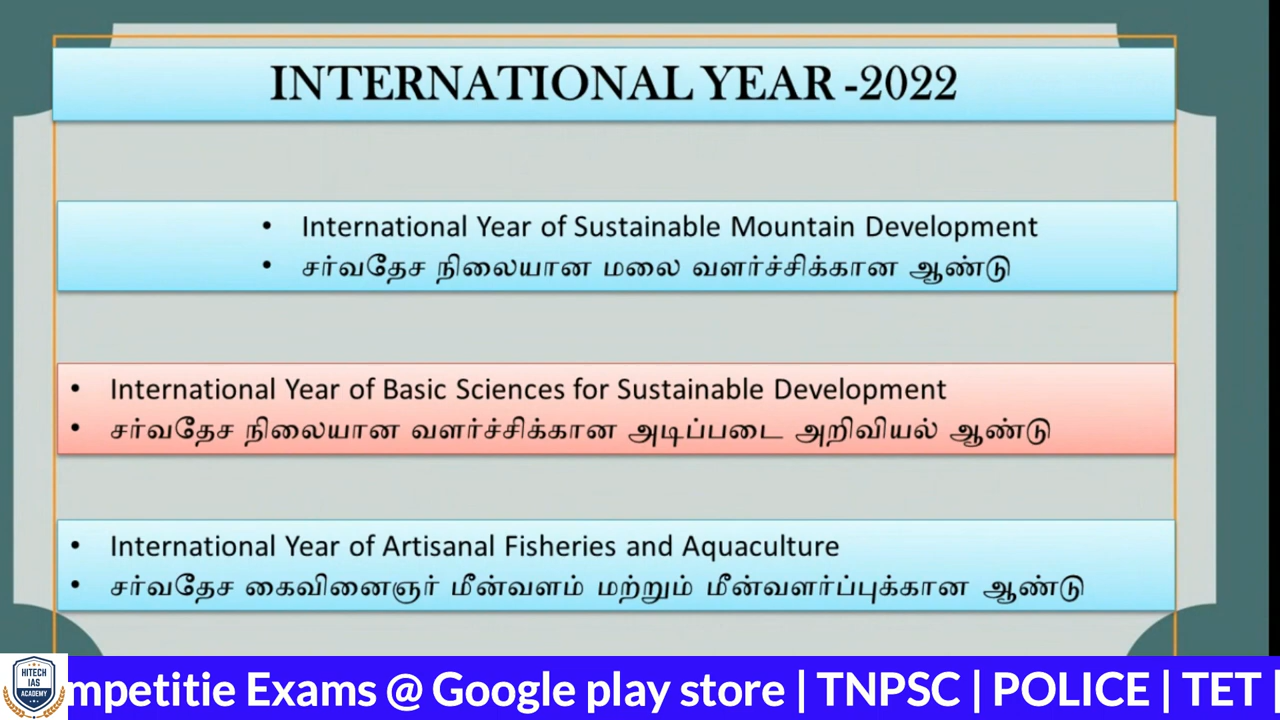 INTERNATIONAL YEAR -2022
• International Year of Sustainable Mountain Development
• சர்வதேச நிலையான மலை வளர்ச்சிக்கான ஆண்டு
• International Year of Basic Sciences for Sustainable Development
• சர்வதேச நிலையான வளர்ச்சிக்கான அடிப்படை அறிவியல் ஆண்டு
• International Year of Artisanal Fisheries and Aquaculture
• சர்வதேச கைவினைஞர் மீன்வளம் மற்றும் மீன்வளர்ப்புக்கான ஆண்டு
HITECH
IAS
ACADEMY
mpetitie Exams @ Google play store | TNPSC | POLICE | TET |